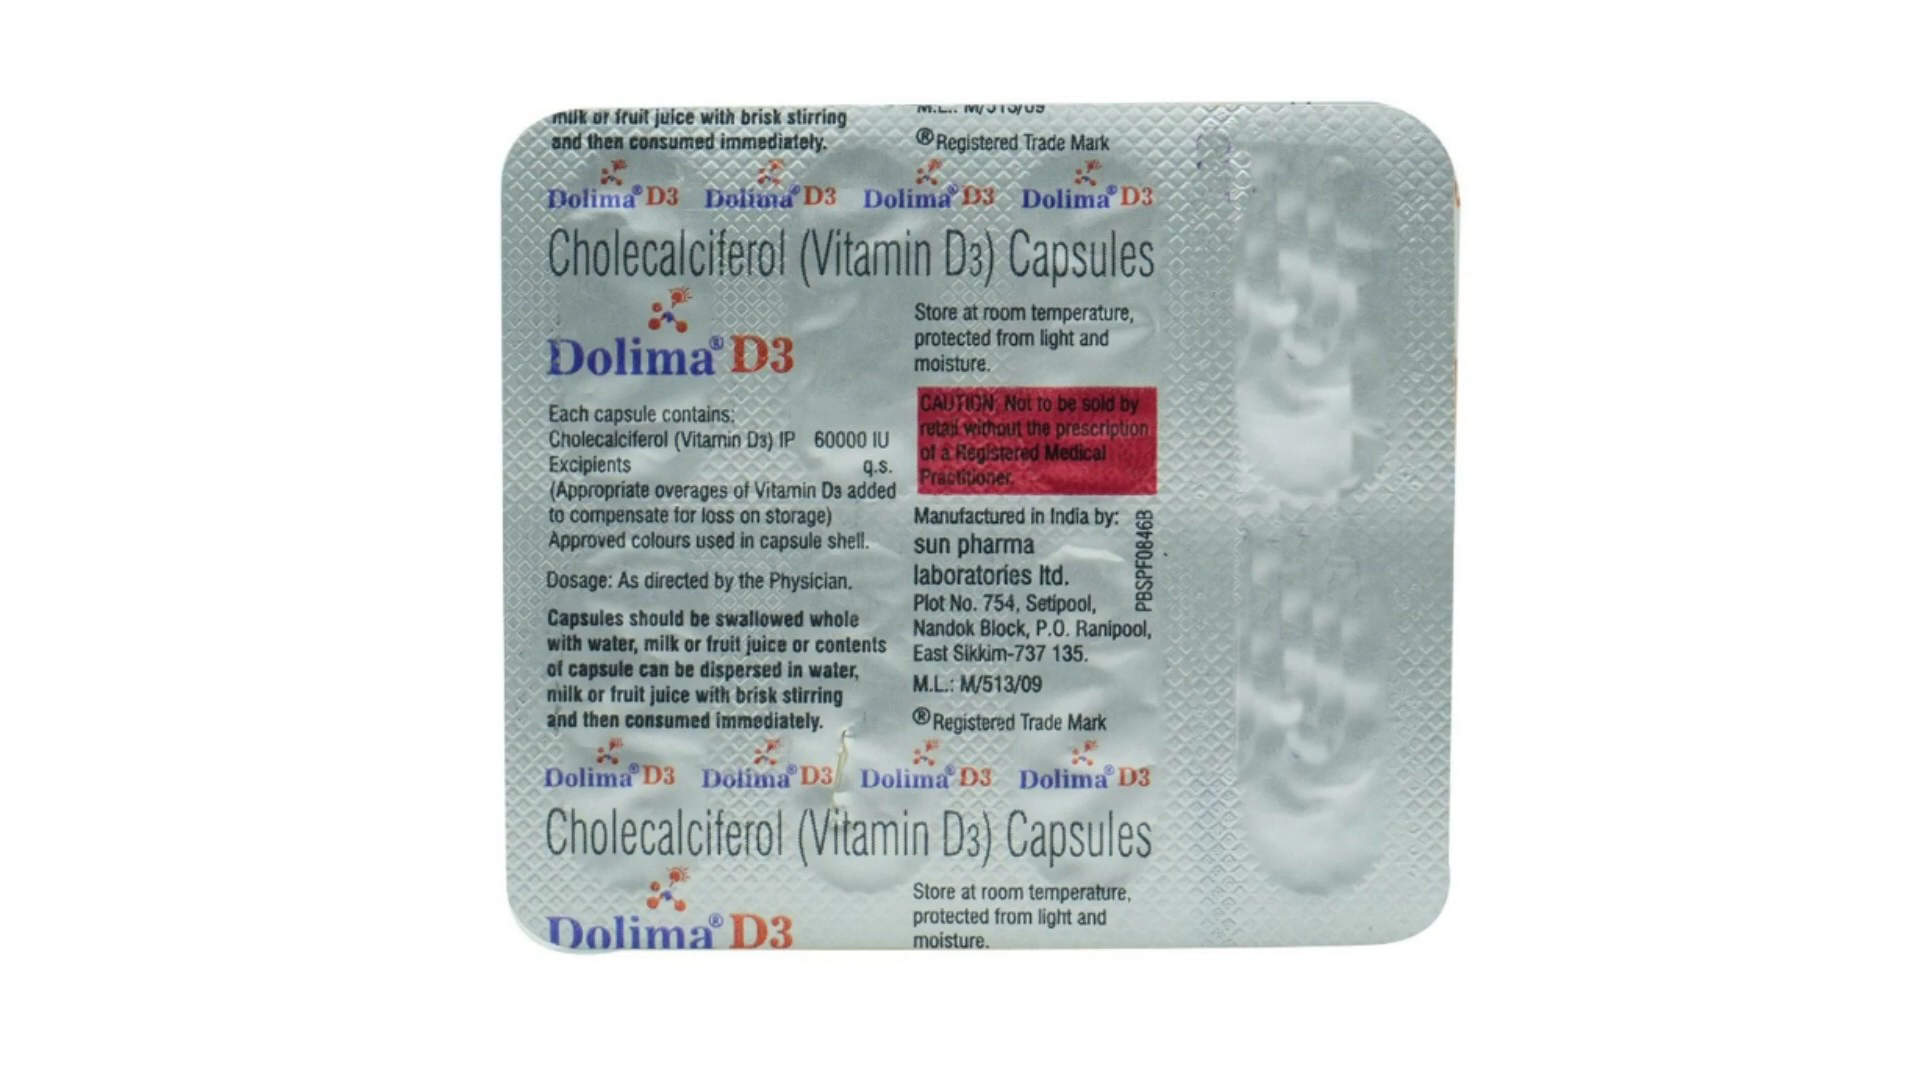 milk or fruit juice with brisk stirring
and then consumed immediately.
M.L.: M/513/09
®Registered Trade Mark
Dolima® D3 Dolima® D3 Dolima® D3 Dolima® D3
Cholecalciferol (Vitamin D3) Capsules
Dolima® D3
Each capsule contains:
Cholecalciferol (Vitamin D3) IP 60000 IU
Excipients q.s.
(Appropriate overages of Vitamin D3 added
to compensate for loss on storage)
Approved colours used in capsule shell.
Dosage: As directed by the Physician.
Capsules should be swallowed whole
with water, milk or fruit juice or contents
of capsule can be dispersed in water,
milk or fruit juice with brisk stirring
and then consumed immediately.
Store at room temperature,
protected from light and
moisture.
CAUTION: Not to be sold by
retail without the prescription
of a Registered Medical
Practitioner.
Manufactured in India by:
sun pharma
laboratories ltd.
Plot No. 754, Setipool,
Nandok Block, P.O. Ranipool,
East Sikkim-737 135.
M.L.: M/513/09
®Registered Trade Mark
PBSPF0846B
Dolima® D3 Dolima® D3 Dolima® D3 Dolima® D3
Cholecalciferol (Vitamin D3) Capsules
Dolima® D3
Store at room temperature,
protected from light and
moisture.